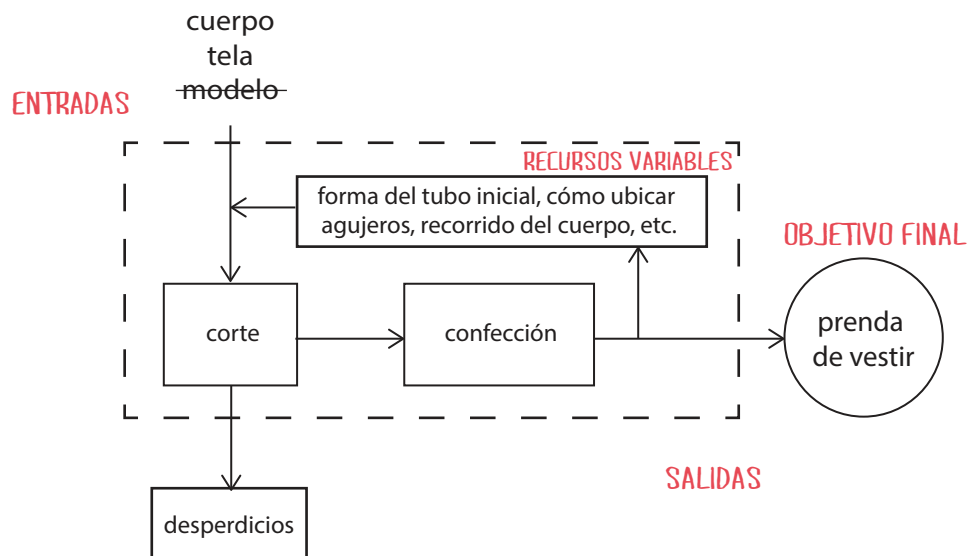 cuerpo
tela
modelo
ENTRADAS
RECURSOS VARIABLES
forma del tubo inicial, cómo ubicar
agujeros, recorrido del cuerpo, etc.
OBJETIVO FINAL
corte
confección
prenda
de vestir
SALIDAS
desperdicios